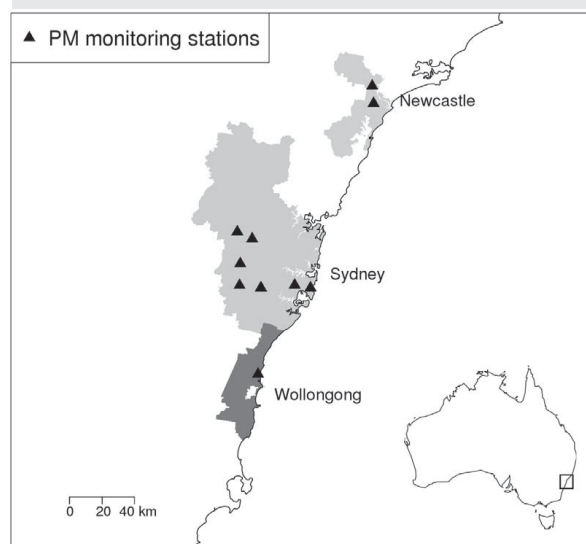 PM monitoring stations
Newcastle
Sydney
Wollongong
0 20 40 km